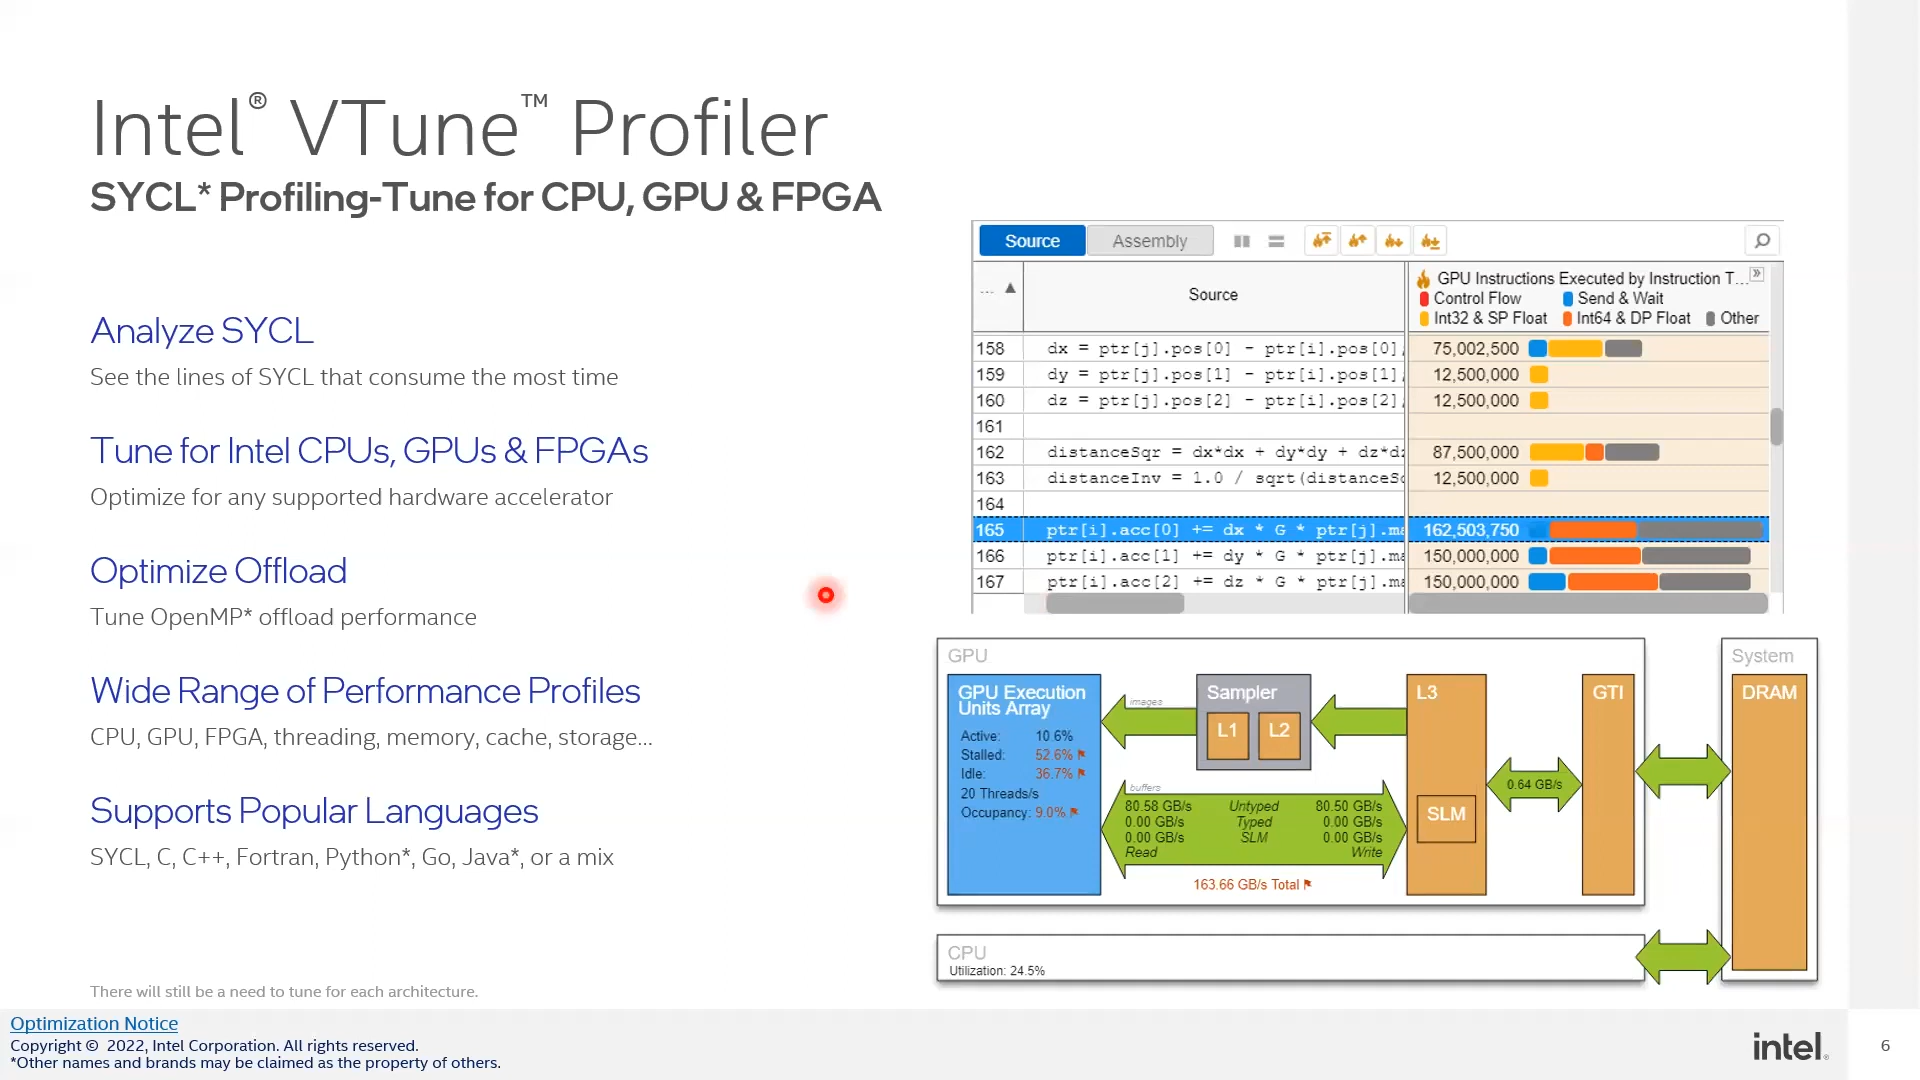 Intel® VTune™ Profiler
SYCL* Profiling-Tune for CPU, GPU & FPGA
Analyze SYCL
See the lines of SYCL that consume the most time
Tune for Intel CPUs, GPUs & FPGAs
Optimize for any supported hardware accelerator
Optimize Offload
Tune OpenMP* offload performance
Wide Range of Performance Profiles
CPU, GPU, FPGA, threading, memory, cache, storage...
Supports Popular Languages
SYCL, C, C++, Fortran, Python*, Go, Java*, or a mix
There will still be a need to tune for each architecture.
Source Assembly
... ▲ Source
GPU Instructions Executed by Instruction T...
Control Flow Send & Wait
Int32 & SP Float Int64 & DP Float Other
158 dx = ptr[j].pos[0] - ptr[i].pos[0], 75,002,500
159 dy = ptr[j].pos[1] - ptr[i].pos[1], 12,500,000
160 dz = ptr[j].pos[2] - ptr[i].pos[2], 12,500,000
161
162 distanceSqr = dx*dx + dy*dy + dz*dz 87,500,000
163 distanceInv = 1.0 / sqrt(distanceSq 12,500,000
164
165 ptr[i].acc[0] += dx * G * ptr[j].ma 162,503,750
166 ptr[i].acc[1] += dy * G * ptr[j].ma 150,000,000
167 ptr[i].acc[2] += dz * G * ptr[j].ma 150,000,000
GPU
GPU Execution
Units Array
Active: 10.6%
Stalled: 52.6%
Idle: 36.7%
20 Threads/s
Occupancy: 9.0%
images
Sampler
L1 L2
buffers
80.58 GB/s Untyped 80.50 GB/s
0.00 GB/s Typed 0.00 GB/s
0.00 GB/s SLM 0.00 GB/s
Read Write
163.66 GB/s Total
L3
SLM
0.64 GB/s
GTI
System
DRAM
CPU
Utilization: 24.5%
Optimization Notice
Copyright © 2022, Intel Corporation. All rights reserved.
*Other names and brands may be claimed as the property of others.
intel.
6